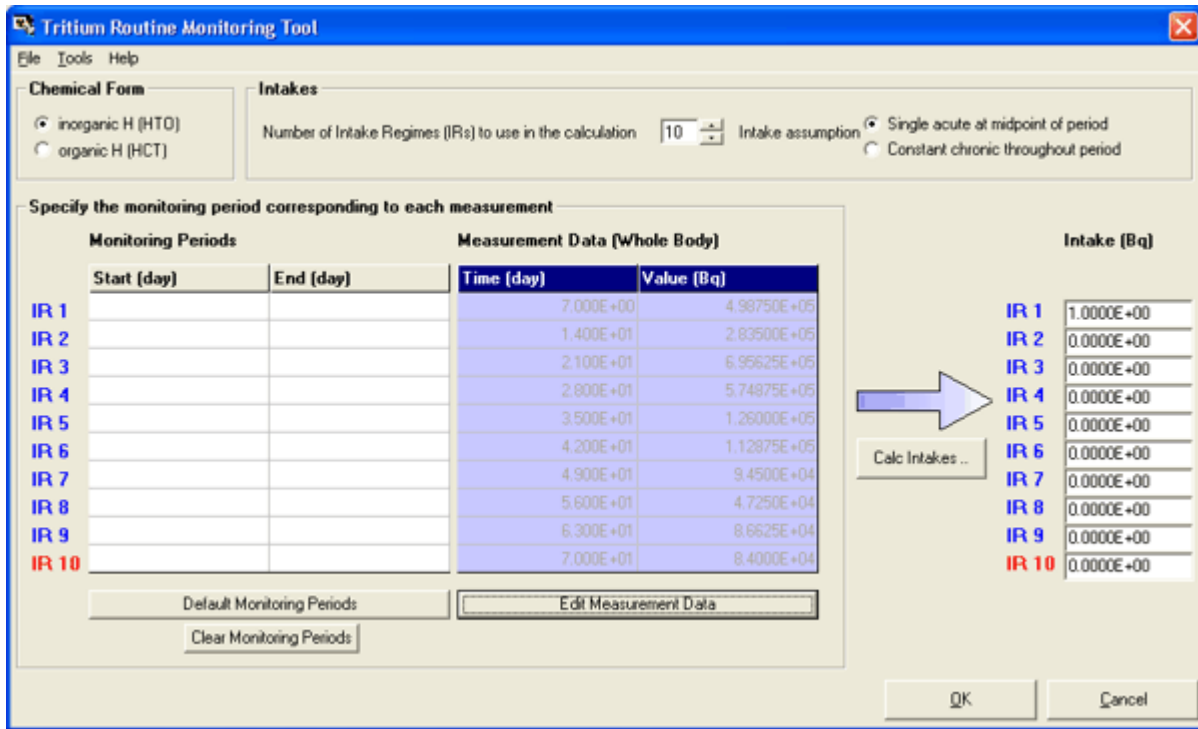 Tritium Routine Monitoring Tool
File Tools Help
Chemical Form
inorganic H (HTO)
organic H (HCT)
Intakes
Number of Intake Regimes (IRs) to use in the calculation 10 Intake assumption
Single acute at midpoint of period
Constant chronic throughout period
Specify the monitoring period corresponding to each measurement
Monitoring Periods Measurement Data (Whole Body) Intake (Bq)
Start (day) End (day) Time (day) Value (Bq)
IR 1 7.000E+00 4.98750E+05 IR 1 1.0000E+00
IR 2 1.400E+01 2.83500E+05 IR 2 0.0000E+00
IR 3 2.100E+01 6.95625E+05 IR 3 0.0000E+00
IR 4 2.800E+01 5.74875E+05 IR 4 0.0000E+00
IR 5 3.500E+01 1.26000E+05 IR 5 0.0000E+00
IR 6 4.200E+01 1.12875E+05 IR 6 0.0000E+00
IR 7 4.900E+01 9.4500E+04 IR 7 0.0000E+00
IR 8 5.600E+01 4.7250E+04 IR 8 0.0000E+00
IR 9 6.300E+01 8.6625E+04 IR 9 0.0000E+00
IR 10 7.000E+01 8.4000E+04 IR 10 0.0000E+00
Calc Intakes ..
Default Monitoring Periods Edit Measurement Data
Clear Monitoring Periods
OK Cancel